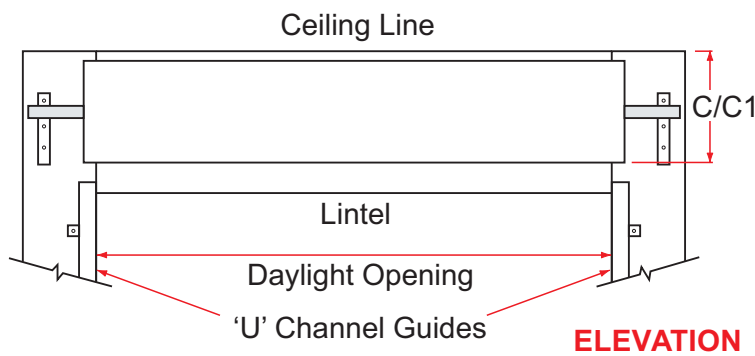 Ceiling Line
C/C1
Lintel
Daylight Opening
‘U’ Channel Guides
ELEVATION